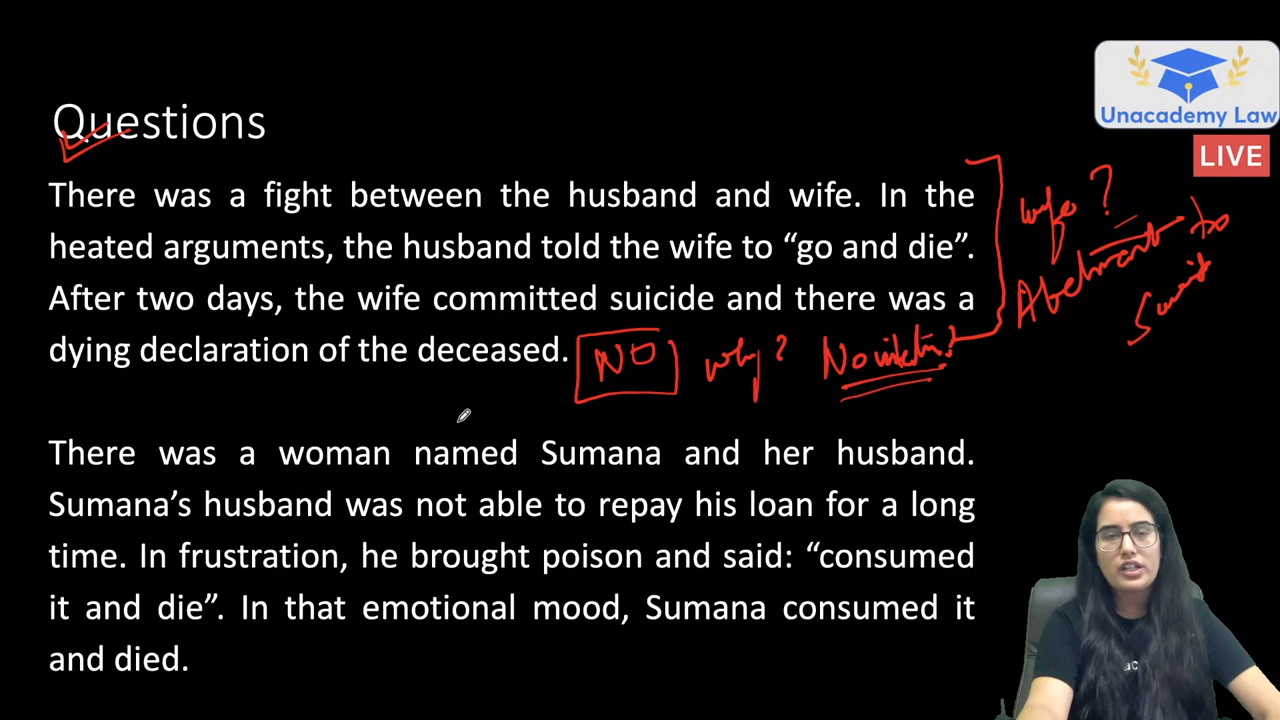 Unacademy Law
LIVE
Questions
There was a fight between the husband and wife. In the
heated arguments, the husband told the wife to “go and die”.
After two days, the wife committed suicide and there was a
dying declaration of the deceased.
NO why?
wife ?
to
There was a woman named Sumana and her husband.
Sumana’s husband was not able to repay his loan for a long
time. In frustration, he brought poison and said: “consumed
it and die”. In that emotional mood, Sumana consumed it
and died.